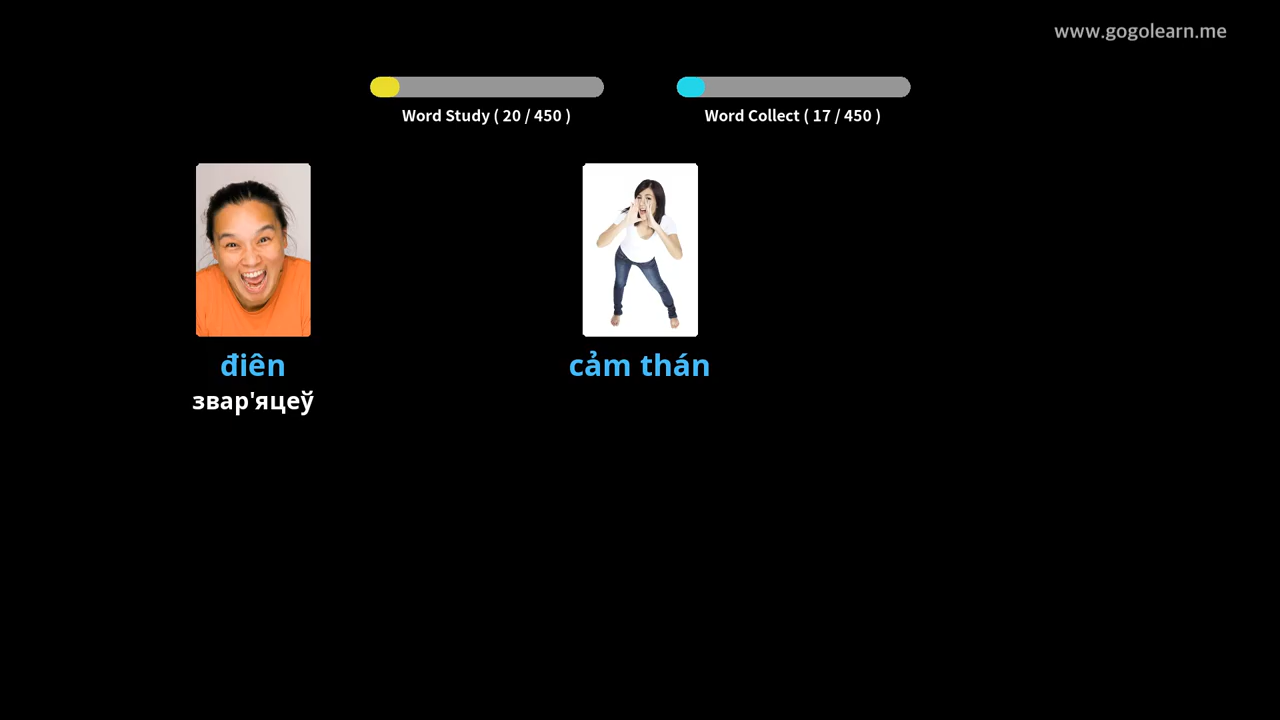 www.gogolearn.me
Word Study ( 20 / 450 )
Word Collect ( 17 / 450 )
điên
звар'яцеў
cảm thán